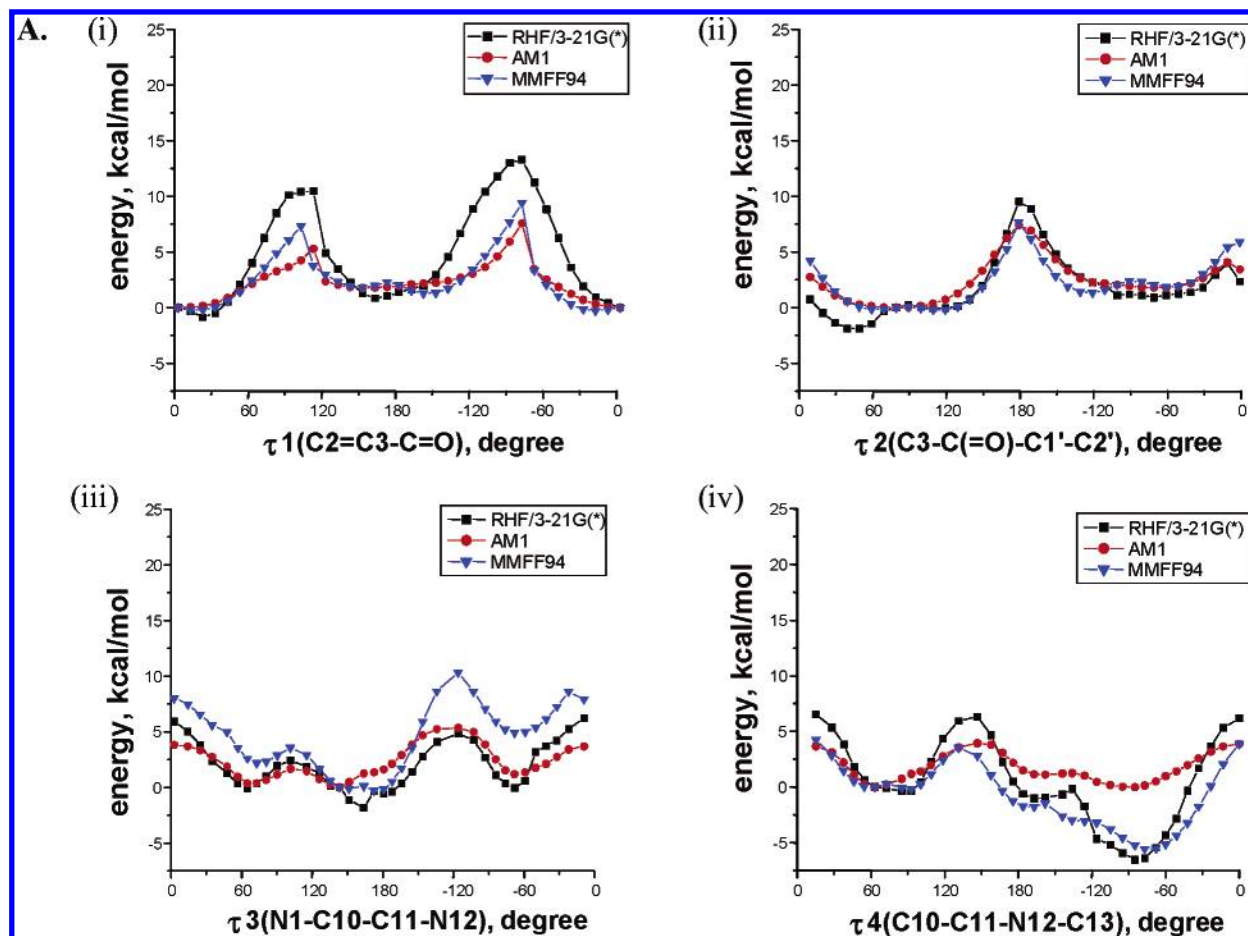 A. (i)
RHF/3-21G(*)
AM1
MMFF94
25
20
15
10
5
0
-5
energy, kcal/mol
0 60 120 180 -120 -60 0
τ1(C2=C3-C=O), degree
(ii)
RHF/3-21G(*)
AM1
MMFF94
25
20
15
10
5
0
-5
energy, kcal/mol
0 60 120 180 -120 -60 0
τ2(C3-C(=O)-C1'-C2'), degree
(iii)
RHF/3-21G(*)
AM1
MMFF94
25
20
15
10
5
0
-5
energy, kcal/mol
0 60 120 180 -120 -60 0
τ3(N1-C10-C11-N12), degree
(iv)
RHF/3-21G(*)
AM1
MMFF94
25
20
15
10
5
0
-5
energy, kcal/mol
0 60 120 180 -120 -60 0
τ4(C10-C11-N12-C13), degree